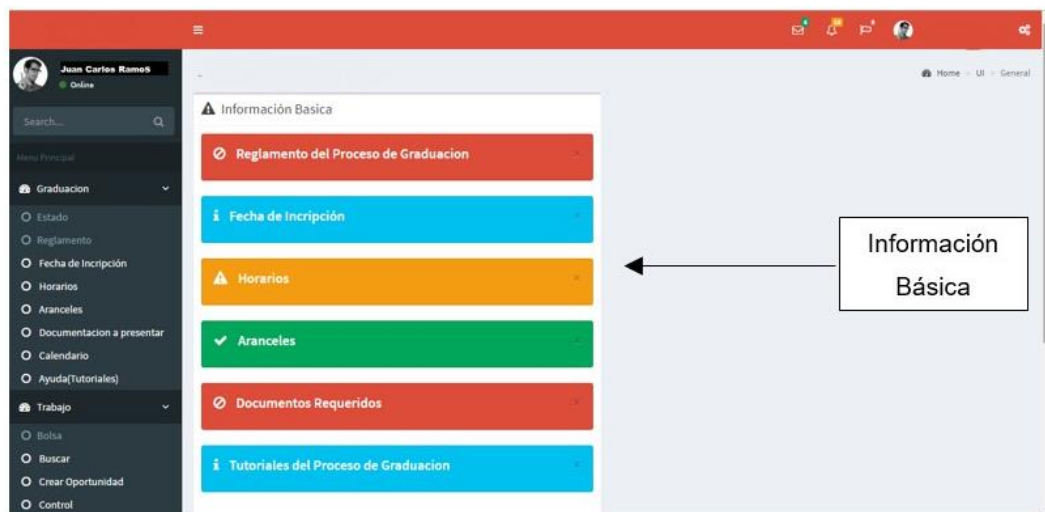 Juan Carlos Ramos
Online
Home > UI > General
Search...
Menu Principal
Graduacion
Estado
Reglamento
Fecha de Incripción
Horarios
Aranceles
Documentacion a presentar
Calendario
Ayuda(Tutoriales)
Trabajo
Bolsa
Buscar
Crear Oportunidad
Control
Información Basica
Reglamento del Proceso de Graduacion
Fecha de Incripción
Horarios
Aranceles
Documentos Requeridos
Tutoriales del Proceso de Graduacion
Información
Básica